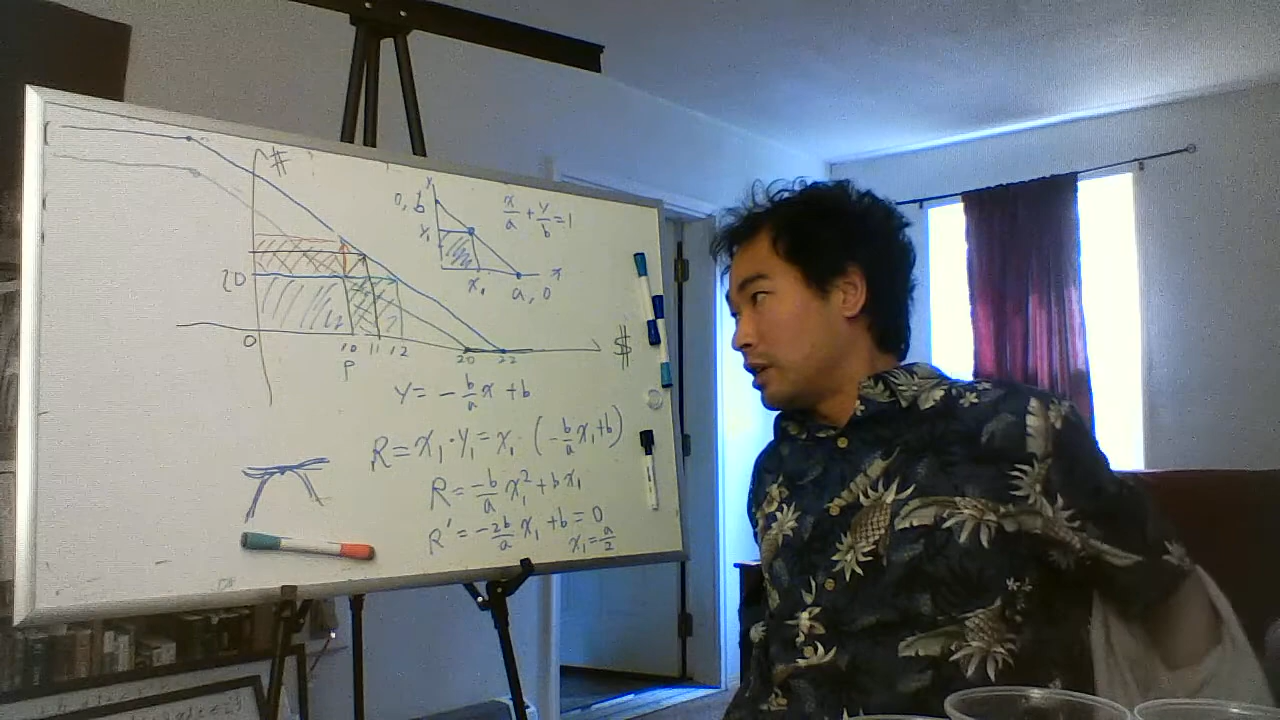 $
0, b
y
x/a + y/b = 1
y₁
x
x₁
a, 0
20
0
10
11
12
20
22
$
P
y = -b/a x + b
R = x₁ · y₁ = x₁ · (-b/a x₁ + b)
R = -b/a x₁² + b x₁
R' = -2b/a x₁ + b = 0
x₁ = a/2